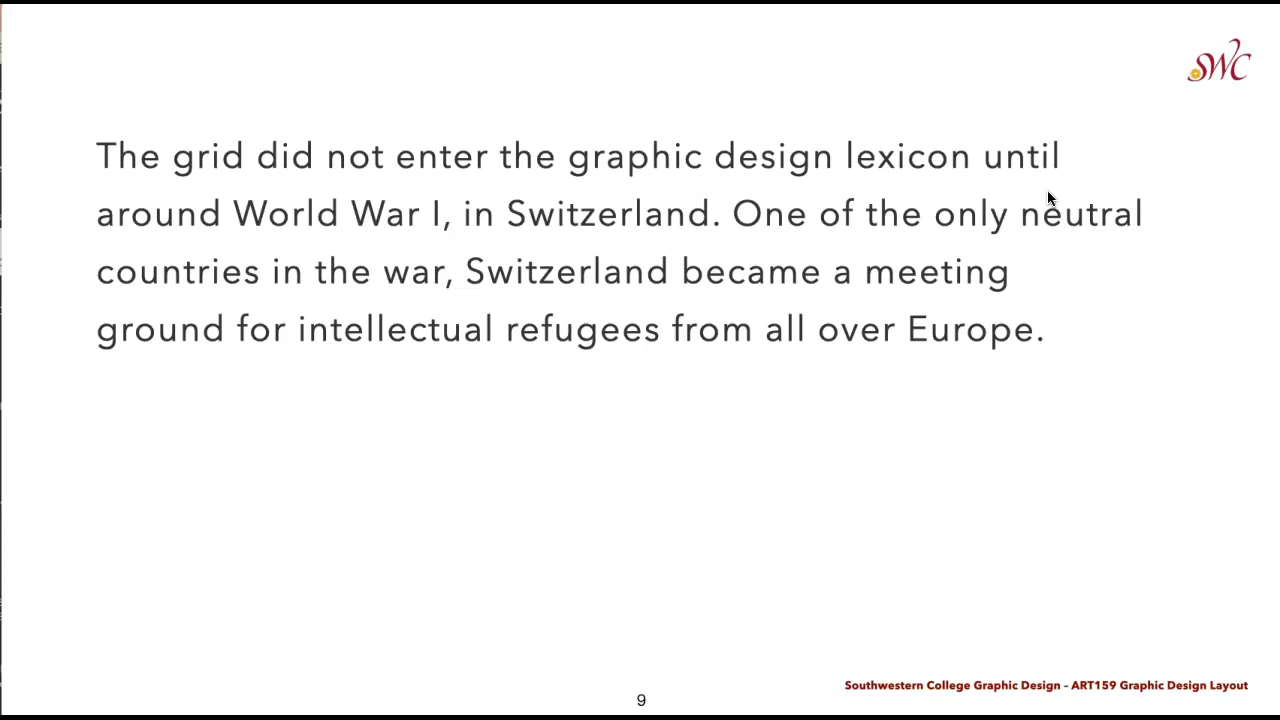 SWC
The grid did not enter the graphic design lexicon until
around World War I, in Switzerland. One of the only neutral
countries in the war, Switzerland became a meeting
ground for intellectual refugees from all over Europe.
Southwestern College Graphic Design – ART159 Graphic Design Layout
9